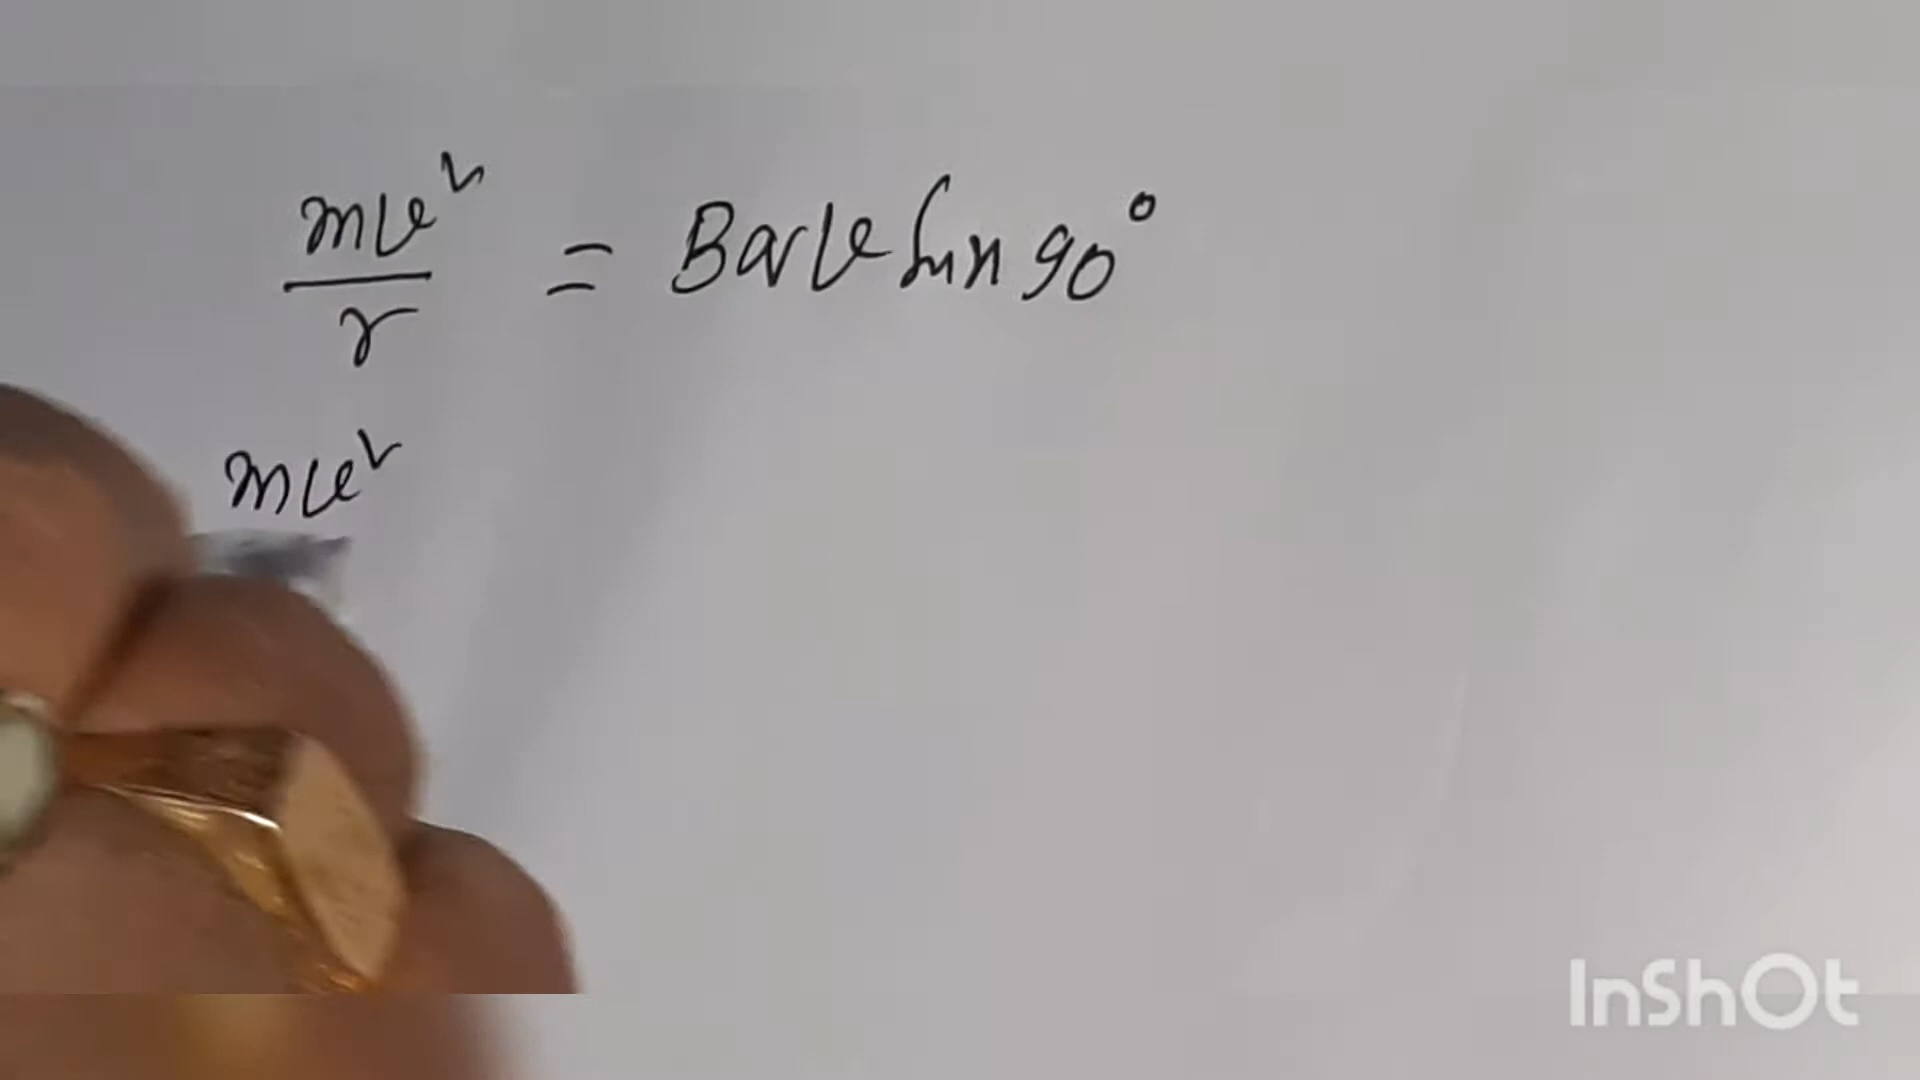 mv²
r
= Bqv sin 90°
mv²
InShOt